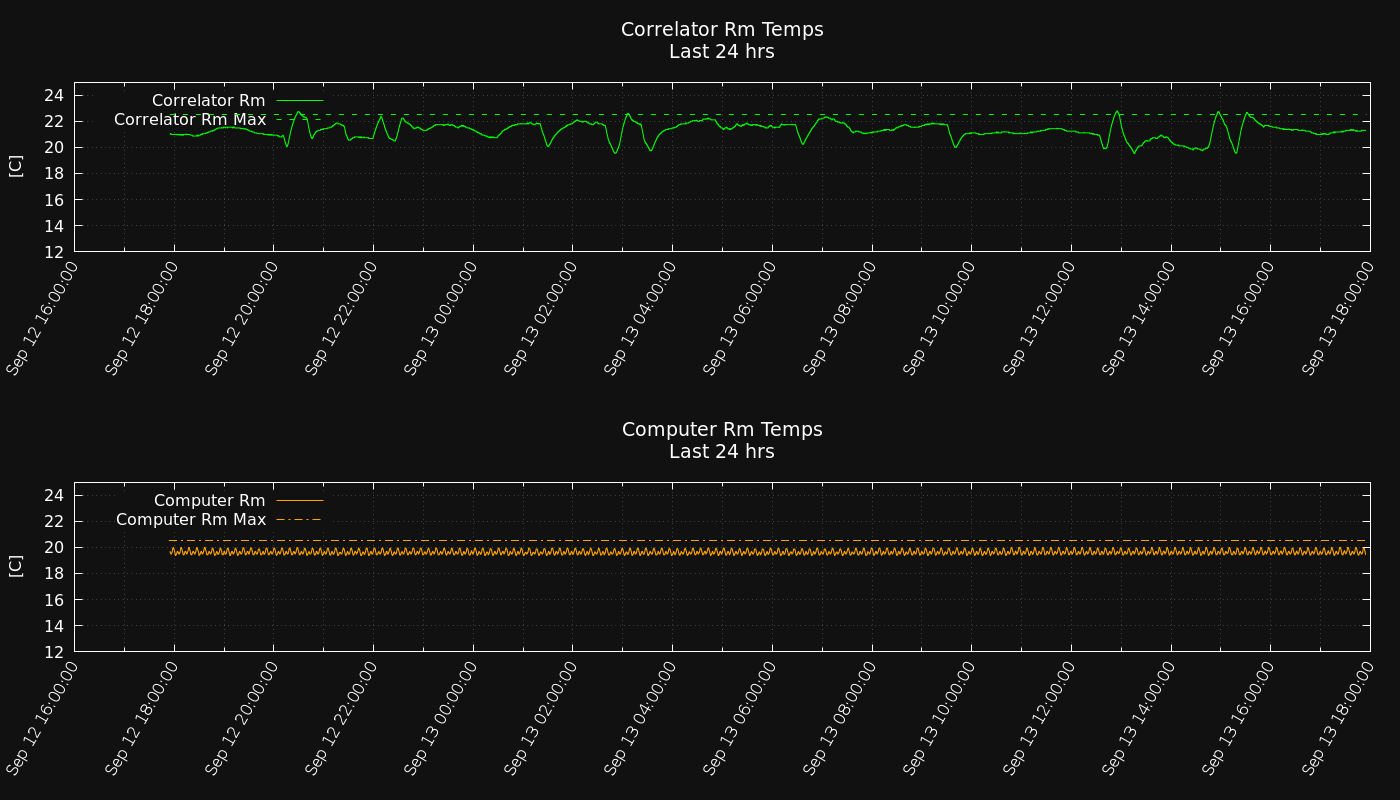 Correlator Rm Temps
Last 24 hrs
Correlator Rm
Correlator Rm Max
[C]
24
22
20
18
16
14
12
Sep 12 16:00:00
Sep 12 18:00:00
Sep 12 20:00:00
Sep 12 22:00:00
Sep 13 00:00:00
Sep 13 02:00:00
Sep 13 04:00:00
Sep 13 06:00:00
Sep 13 08:00:00
Sep 13 10:00:00
Sep 13 12:00:00
Sep 13 14:00:00
Sep 13 16:00:00
Sep 13 18:00:00
Computer Rm Temps
Last 24 hrs
Computer Rm
Computer Rm Max
[C]
24
22
20
18
16
14
12
Sep 12 16:00:00
Sep 12 18:00:00
Sep 12 20:00:00
Sep 12 22:00:00
Sep 13 00:00:00
Sep 13 02:00:00
Sep 13 04:00:00
Sep 13 06:00:00
Sep 13 08:00:00
Sep 13 10:00:00
Sep 13 12:00:00
Sep 13 14:00:00
Sep 13 16:00:00
Sep 13 18:00:00